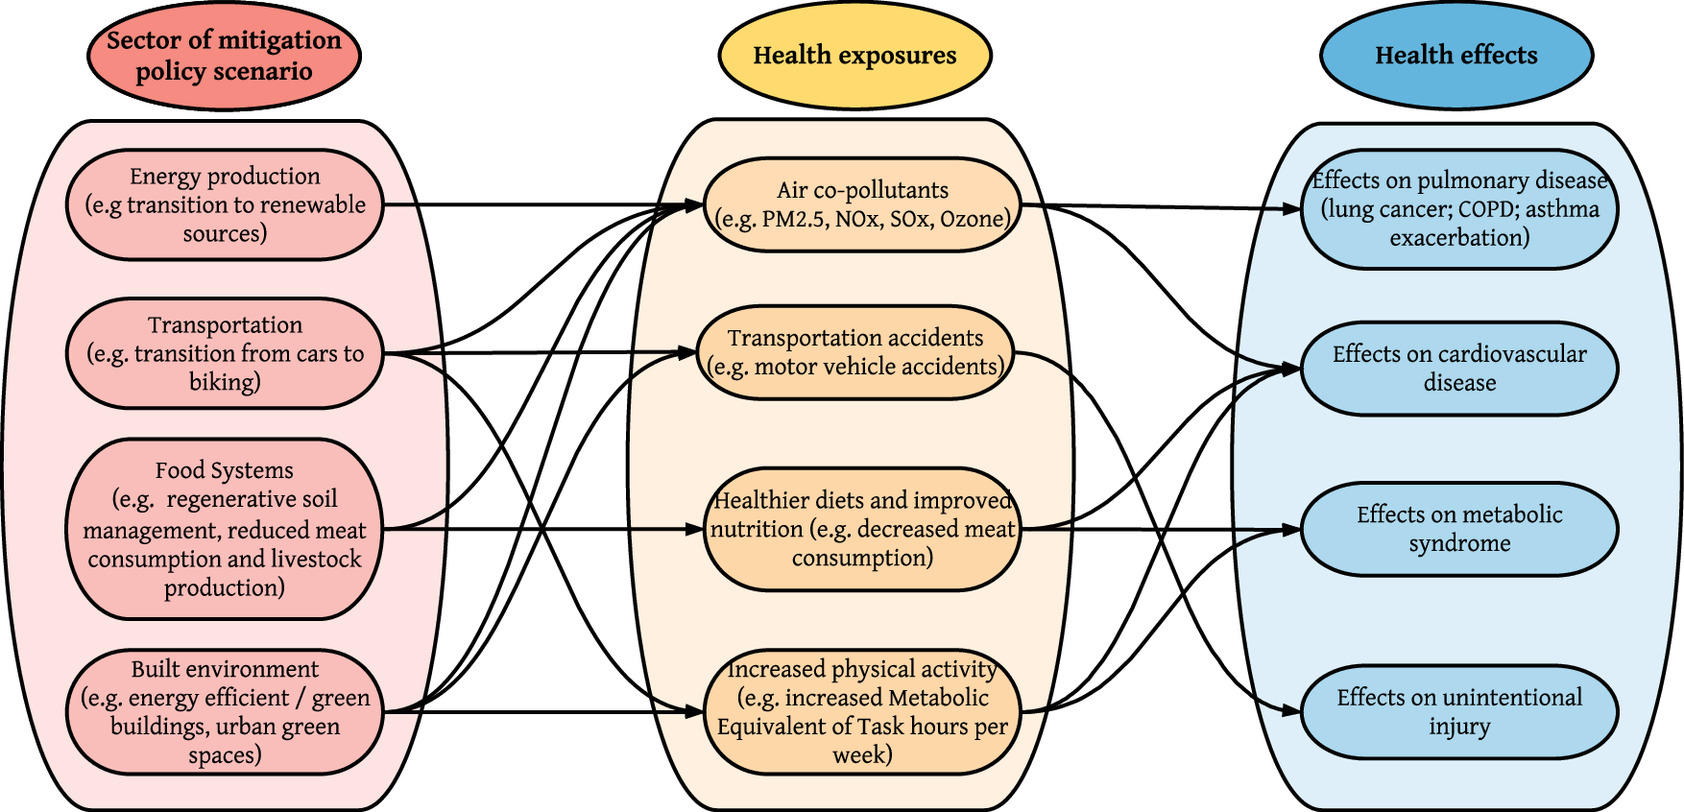 Sector of mitigation
policy scenario
Energy production
(e.g transition to renewable
sources)
Transportation
(e.g. transition from cars to
biking)
Food Systems
(e.g.  regenerative soil
management, reduced meat
consumption and livestock
production)
Built environment
(e.g. energy efficient / green
buildings, urban green
spaces)
Health exposures
Air co-pollutants
(e.g. PM2.5, NOx, SOx, Ozone)
Transportation accidents
(e.g. motor vehicle accidents)
Healthier diets and improved
nutrition (e.g. decreased meat
consumption)
Increased physical activity
(e.g. increased Metabolic
Equivalent of Task hours per
week)
Health effects
Effects on pulmonary disease
(lung cancer; COPD; asthma
exacerbation)
Effects on cardiovascular
disease
Effects on metabolic
syndrome
Effects on unintentional
injury